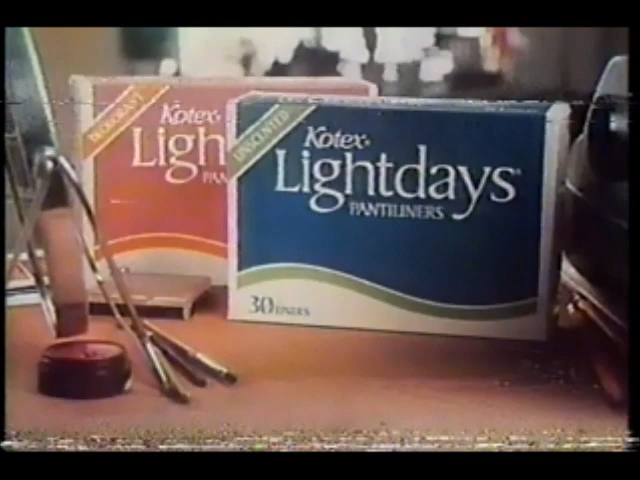 DEODORANT
Kotex®
Ligh
PAN
UNSCENTED
Kotex®
Lightdays®
PANTILINERS
30 LINERS